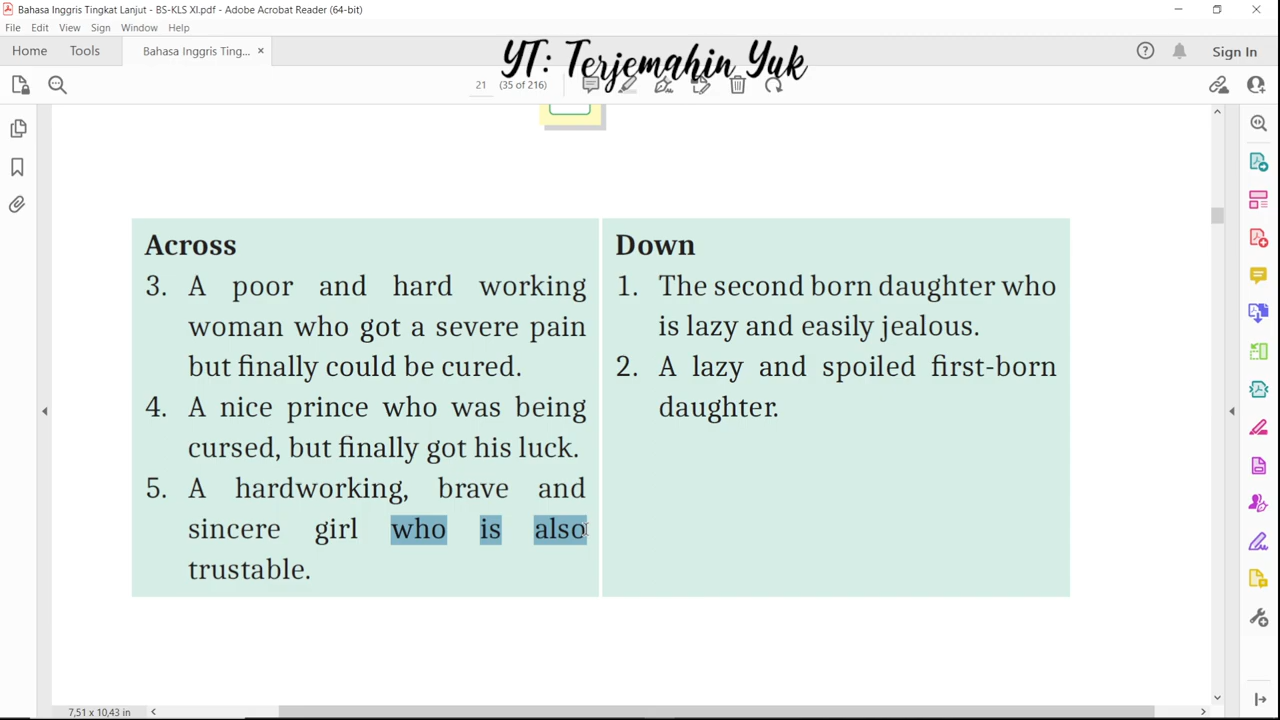 Bahasa Inggris Tingkat Lanjut - BS-KLS XI.pdf - Adobe Acrobat Reader (64-bit)
File Edit View Sign Window Help
Home Tools Bahasa Inggris Ting... × Sign In
YT: Terjemahin Yuk
21 (35 of 216)
Across
3. A poor and hard working
woman who got a severe pain
but finally could be cured.
4. A nice prince who was being
cursed, but finally got his luck.
5. A hardworking, brave and
sincere girl who is also
trustable.
Down
1. The second born daughter who
is lazy and easily jealous.
2. A lazy and spoiled first-born
daughter.
7,51 x 10,43 in